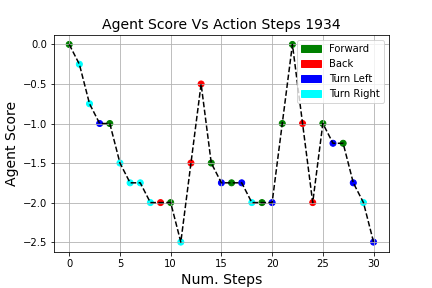 Agent Score Vs Action Steps 1934
Forward
Back
Turn Left
Turn Right
Agent Score
0.0
−0.5
−1.0
−1.5
−2.0
−2.5
0 5 10 15 20 25 30
Num. Steps